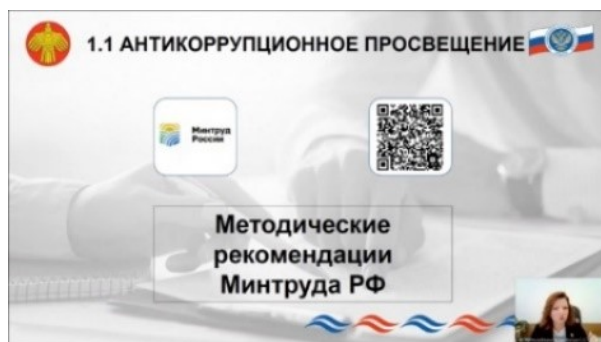 1.1 АНТИКОРРУПЦИОННОЕ ПРОСВЕЩЕНИЕ
Минтруд
России
Методические
рекомендации
Минтруда РФ